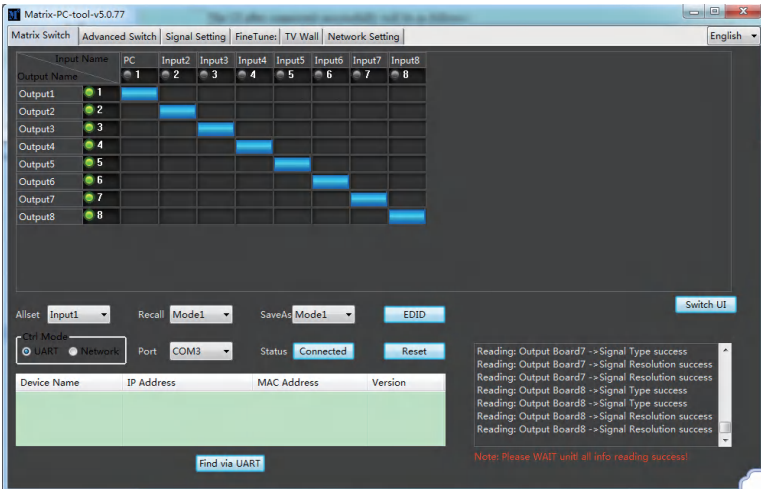 Matrix-PC-tool-v5.0.77
Matrix Switch Advanced Switch Signal Setting FineTune: TV Wall Network Setting English
Input Name PC Input2 Input3 Input4 Input5 Input6 Input7 Input8
Output Name 1 2 3 4 5 6 7 8
Output1 1
Output2 2
Output3 3
Output4 4
Output5 5
Output6 6
Output7 7
Output8 8
Switch UI
Allset Input1 Recall Mode1 SaveAs Mode1 EDID
Ctrl Mode
UART Network Port COM3 Status Connected Reset
Device Name IP Address MAC Address Version
Find via UART
Reading: Output Board7 ->Signal Type success
Reading: Output Board7 ->Signal Resolution success
Reading: Output Board7 ->Signal Resolution success
Reading: Output Board8 ->Signal Type success
Reading: Output Board8 ->Signal Type success
Reading: Output Board8 ->Signal Resolution success
Reading: Output Board8 ->Signal Resolution success
Note: Please WAIT unitl all info reading success!